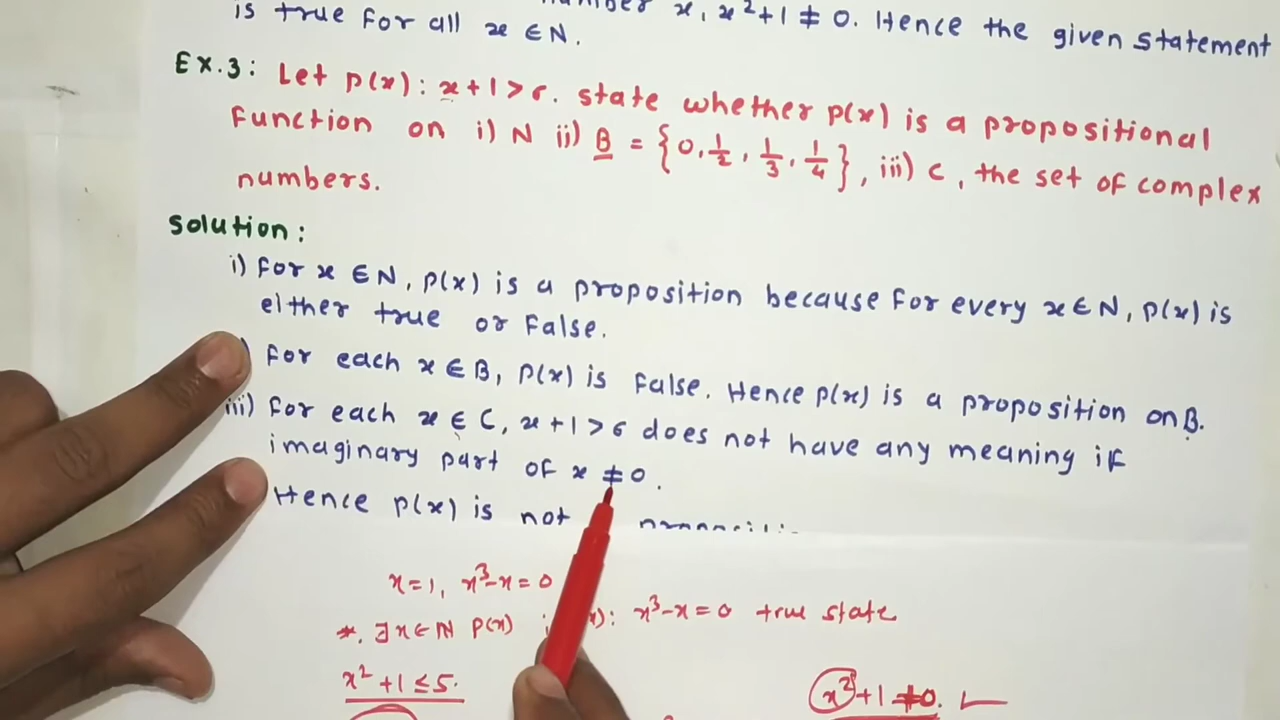 x, x²+1 ≠ 0. Hence the given statement
is true for all x ∈ N.
Ex.3: Let p(x): x+1>6. state whether p(x) is a propositional
function on i) N ii) B = {0, 1/2, 1/3, 1/4}, iii) C, the set of complex
numbers.
Solution:
i) for x ∈ N, p(x) is a proposition because for every x ∈ N, p(x) is
either true or false.
) for each x ∈ B, p(x) is false. Hence p(x) is a proposition on B.
iii) for each x ∈ C, x+1>6 does not have any meaning if
imaginary part of x ≠ 0.
Hence p(x) is not
x=1, x³-x=0
∃x∈N p(x) : x³-x=0 true state
x²+1≤5.
x²+1≠0.